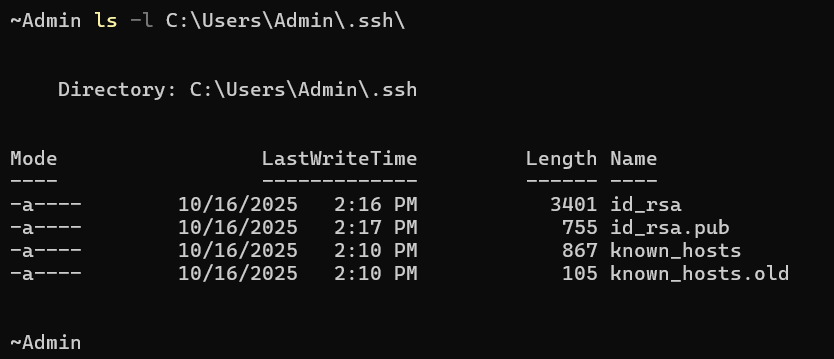 ~Admin ls -l C:\Users\Admin\.ssh\
Directory: C:\Users\Admin\.ssh
Mode LastWriteTime Length Name
---- ------------- ------ ----
-a---- 10/16/2025 2:16 PM 3401 id_rsa
-a---- 10/16/2025 2:17 PM 755 id_rsa.pub
-a---- 10/16/2025 2:10 PM 867 known_hosts
-a---- 10/16/2025 2:10 PM 105 known_hosts.old
~Admin